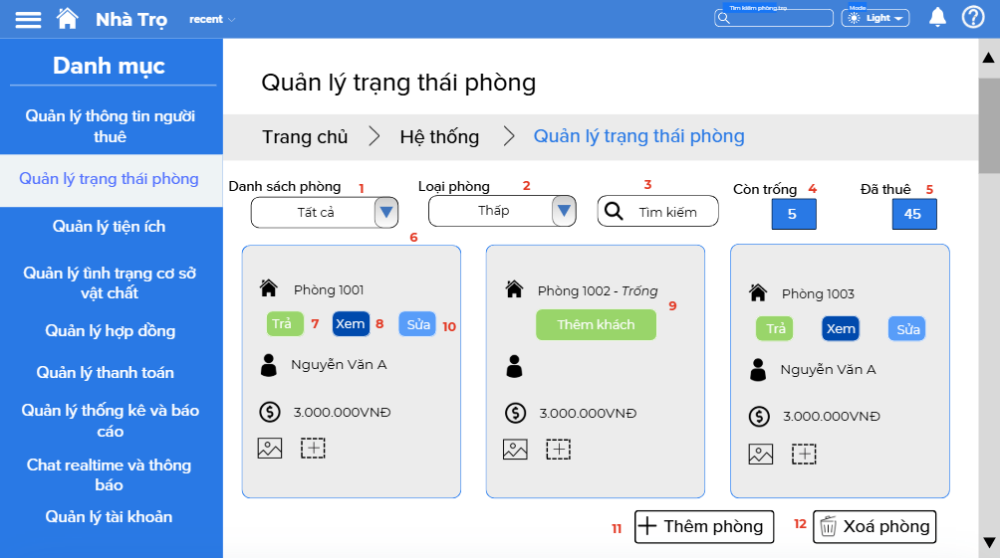 Nhà Trọ
recent
Tìm kiếm phòng trọ
Mode
Light
Danh mục
Quản lý thông tin người
thuê
Quản lý trạng thái phòng
Quản lý tiện ích
Quản lý tình trạng cơ sở
vật chất
Quản lý hợp đồng
Quản lý thanh toán
Quản lý thống kê và báo
cáo
Chat realtime và thông
báo
Quản lý tài khoản
Quản lý trạng thái phòng
Trang chủ
Hệ thống
Quản lý trạng thái phòng
Danh sách phòng 1
Loại phòng 2
3
Còn trống 4
Đã thuê 5
Tất cả
Thấp
Tìm kiếm
5
45
6
Phòng 1001
Trả 7 Xem 8 Sửa 10
Nguyễn Văn A
3.000.000VNĐ
Phòng 1002 - Trống
9
Thêm khách
3.000.000VNĐ
Phòng 1003
Trả Xem Sửa
Nguyễn Văn A
3.000.000VNĐ
11 Thêm phòng
12 Xoá phòng